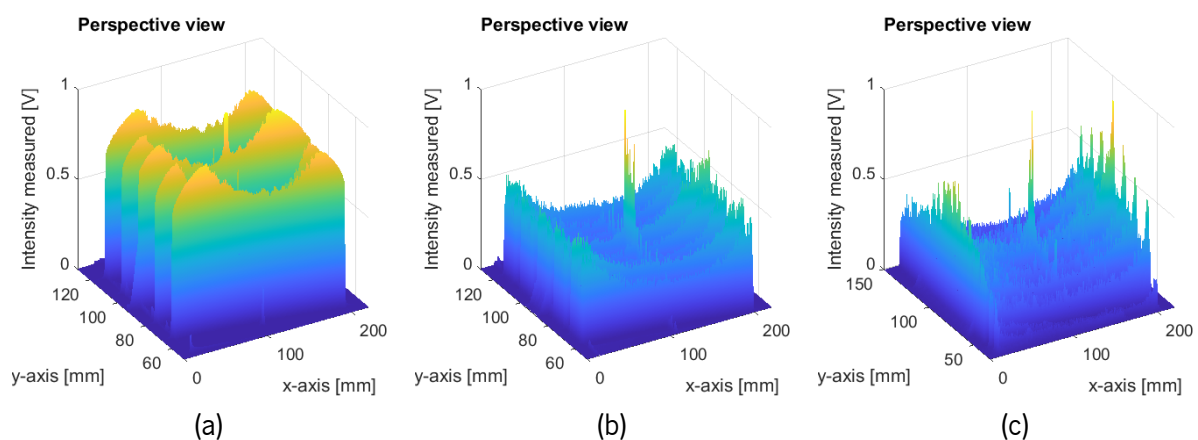 Perspective view
Intensity measured [V]
1
0.5
0
120
100
80
60
y-axis [mm]
0
100
200
x-axis [mm]
(a)
Perspective view
Intensity measured [V]
1
0.5
0
120
100
80
60
y-axis [mm]
0
100
200
x-axis [mm]
(b)
Perspective view
Intensity measured [V]
1
0.5
0
150
100
50
y-axis [mm]
0
100
200
x-axis [mm]
(c)